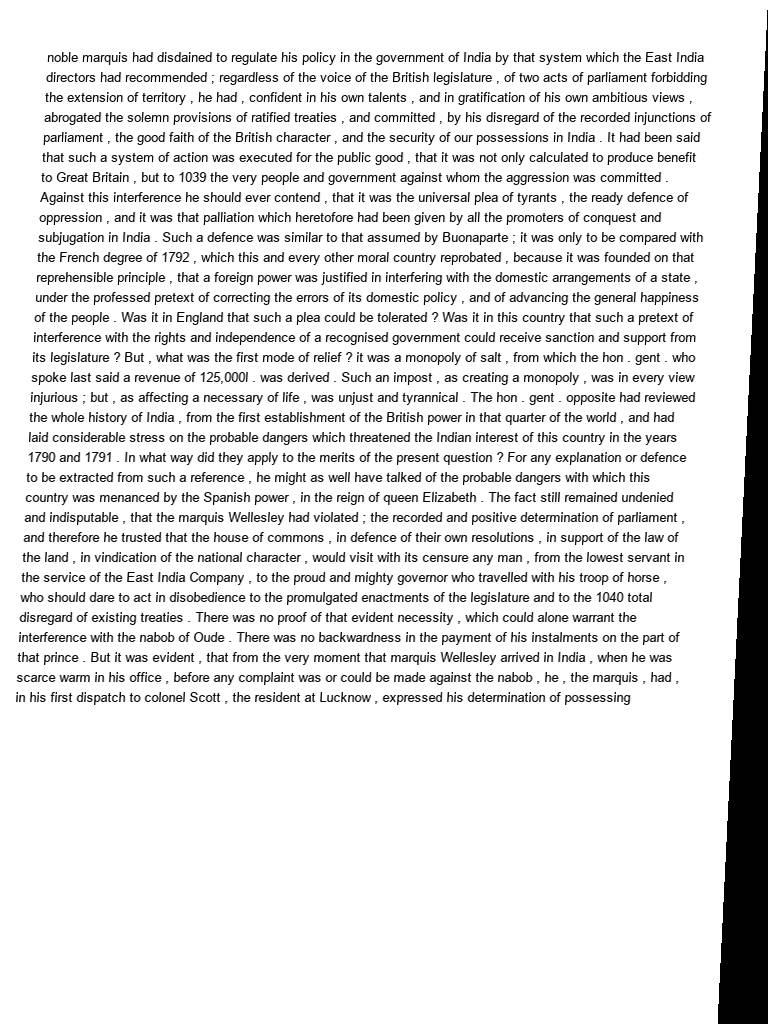 noble marquis had disdained to regulate his policy in the government of India by that system which the East India
directors had recommended ; regardless of the voice of the British legislature , of two acts of parliament forbidding
the extension of territory , he had , confident in his own talents , and in gratification of his own ambitious views ,
abrogated the solemn provisions of ratified treaties , and committed , by his disregard of the recorded injunctions of
parliament , the good faith of the British character , and the security of our possessions in India . It had been said
that such a system of action was executed for the public good , that it was not only calculated to produce benefit
to Great Britain , but to 1039 the very people and government against whom the aggression was committed .
Against this interference he should ever contend , that it was the universal plea of tyrants , the ready defence of
oppression , and it was that palliation which heretofore had been given by all the promoters of conquest and
subjugation in India . Such a defence was similar to that assumed by Buonaparte ; it was only to be compared with
the French degree of 1792 , which this and every other moral country reprobated , because it was founded on that
reprehensible principle , that a foreign power was justified in interfering with the domestic arrangements of a state ,
under the professed pretext of correcting the errors of its domestic policy , and of advancing the general happiness
of the people . Was it in England that such a plea could be tolerated ? Was it in this country that such a pretext of
interference with the rights and independence of a recognised government could receive sanction and support from
its legislature ? But , what was the first mode of relief ? it was a monopoly of salt , from which the hon . gent . who
spoke last said a revenue of 125,000l . was derived . Such an impost , as creating a monopoly , was in every view
injurious ; but , as affecting a necessary of life , was unjust and tyrannical . The hon . gent . opposite had reviewed
the whole history of India , from the first establishment of the British power in that quarter of the world , and had
laid considerable stress on the probable dangers which threatened the Indian interest of this country in the years
1790 and 1791 . In what way did they apply to the merits of the present question ? For any explanation or defence
to be extracted from such a reference , he might as well have talked of the probable dangers with which this
country was menanced by the Spanish power , in the reign of queen Elizabeth . The fact still remained undenied
and indisputable , that the marquis Wellesley had violated ; the recorded and positive determination of parliament ,
and therefore he trusted that the house of commons , in defence of their own resolutions , in support of the law of
the land , in vindication of the national character , would visit with its censure any man , from the lowest servant in
the service of the East India Company , to the proud and mighty governor who travelled with his troop of horse ,
who should dare to act in disobedience to the promulgated enactments of the legislature and to the 1040 total
disregard of existing treaties . There was no proof of that evident necessity , which could alone warrant the
interference with the nabob of Oude . There was no backwardness in the payment of his instalments on the part of
that prince . But it was evident , that from the very moment that marquis Wellesley arrived in India , when he was
scarce warm in his office , before any complaint was or could be made against the nabob , he , the marquis , had ,
in his first dispatch to colonel Scott , the resident at Lucknow , expressed his determination of possessing